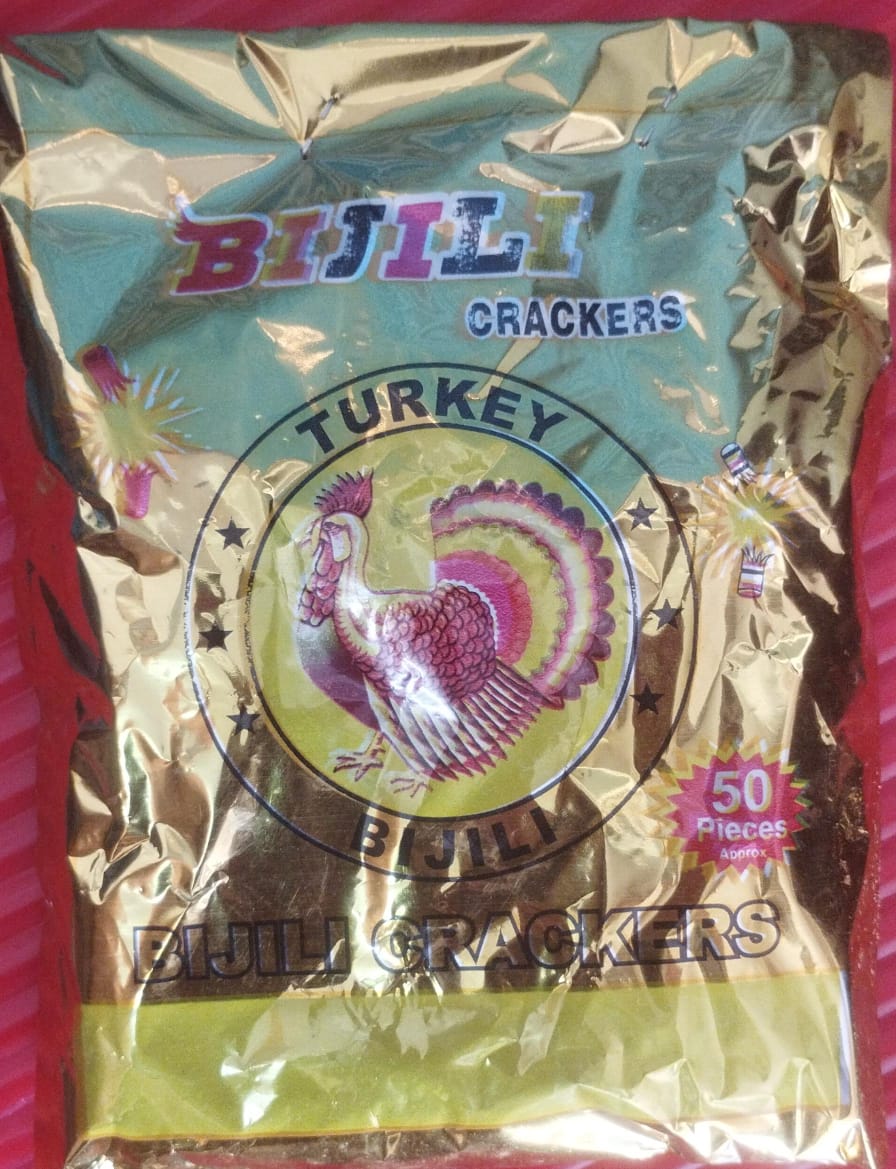 BIJILI
CRACKERS
TURKEY
BIJILI
50
Pieces
Approx
BIJILI CRACKERS